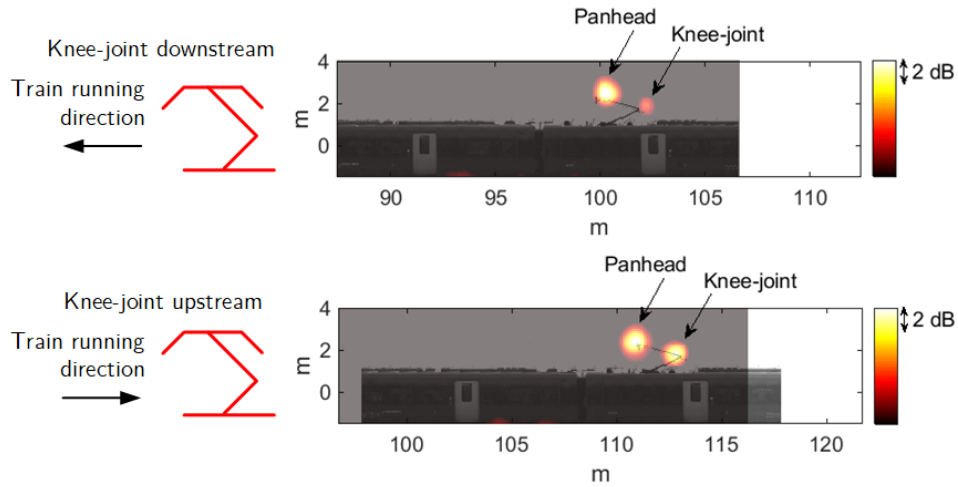 Knee-joint downstream
Train running
direction
Panhead
Knee-joint
4
2
0
m
90 95 100 105 110
m
2 dB
Knee-joint upstream
Train running
direction
Panhead
Knee-joint
4
2
0
m
100 105 110 115 120
m
2 dB